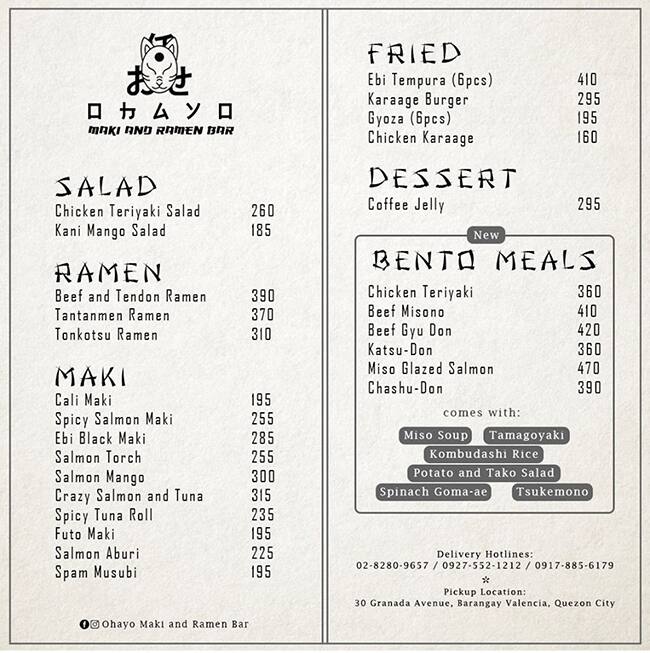 おはせ
OHAYO
MAKI AND RAMEN BAR
SALAD
Chicken Teriyaki Salad 260
Kani Mango Salad 185
RAMEN
Beef and Tendon Ramen 390
Tantanmen Ramen 370
Tonkotsu Ramen 310
MAKI
Cali Maki 195
Spicy Salmon Maki 255
Ebi Black Maki 285
Salmon Torch 255
Salmon Mango 300
Crazy Salmon and Tuna 315
Spicy Tuna Roll 235
Futo Maki 195
Salmon Aburi 225
Spam Musubi 195
Ohayo Maki and Ramen Bar
FRIED
Ebi Tempura (6pcs) 410
Karaage Burger 295
Gyoza (6pcs) 195
Chicken Karaage 160
DESSERT
Coffee Jelly 295
New
BENTO MEALS
Chicken Teriyaki 360
Beef Misono 410
Beef Gyu Don 420
Katsu-Don 360
Miso Glazed Salmon 470
Chashu-Don 390
comes with:
Miso Soup Tamagoyaki
Kombudashi Rice
Potato and Tako Salad
Spinach Goma-ae Tsukemono
Delivery Hotlines:
02-8280-9657 / 0927-552-1212 / 0917-885-6179
*
Pickup Location:
30 Granada Avenue, Barangay Valencia, Quezon City